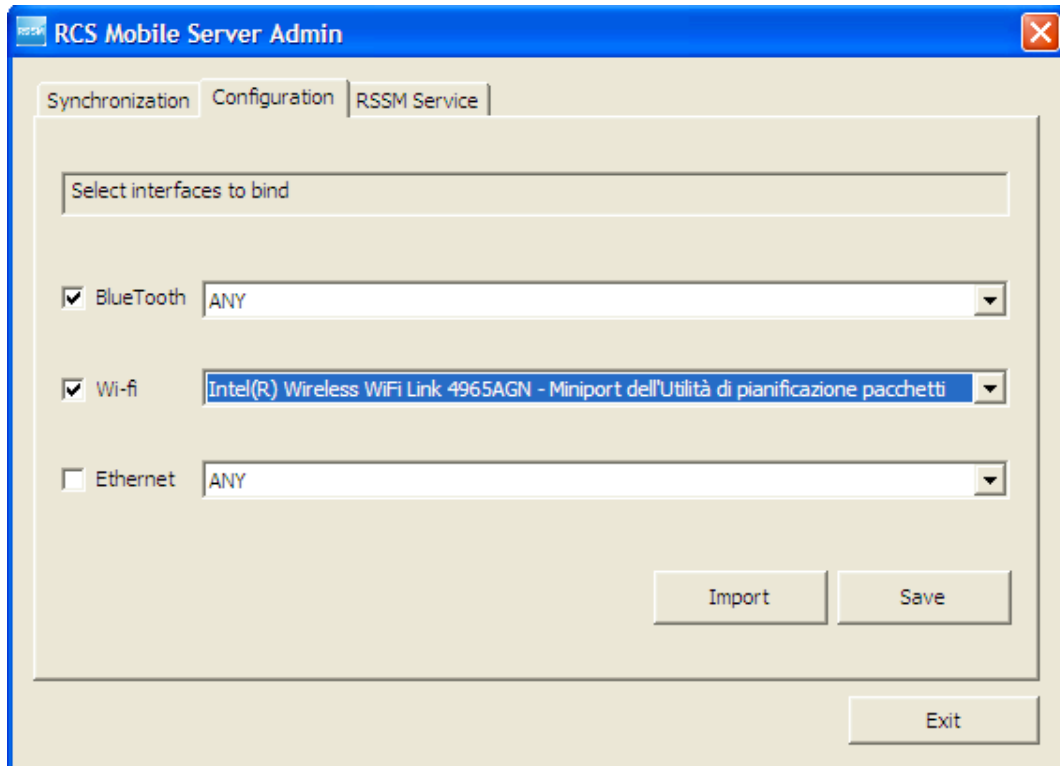 RSSM RCS Mobile Server Admin
Synchronization Configuration RSSM Service
Select interfaces to bind
BlueTooth ANY
Wi-fi Intel(R) Wireless WiFi Link 4965AGN - Miniport dell'Utilità di pianificazione pacchetti
Ethernet ANY
Import Save
Exit